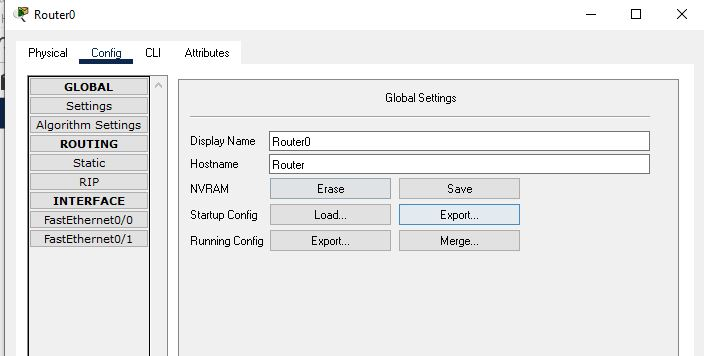 Router0
Physical Config CLI Attributes
GLOBAL
Settings
Algorithm Settings
ROUTING
Static
RIP
INTERFACE
FastEthernet0/0
FastEthernet0/1
Global Settings
Display Name Router0
Hostname Router
NVRAM Erase Save
Startup Config Load... Export...
Running Config Export... Merge...